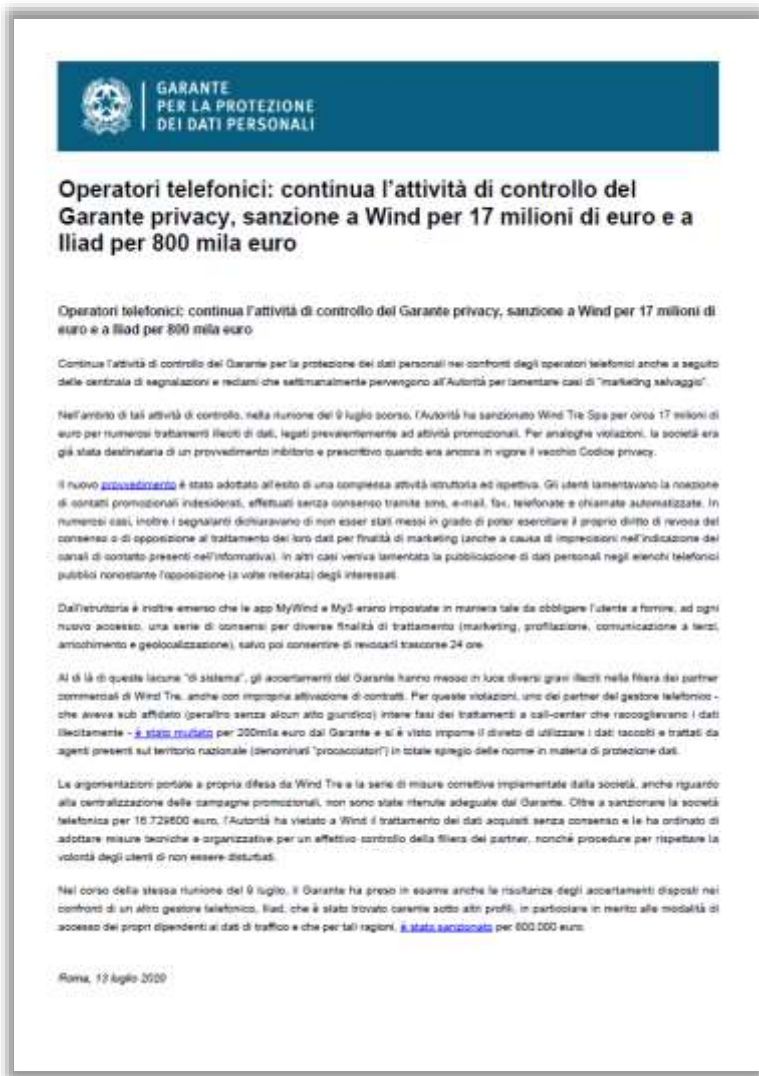 GARANTE
PER LA PROTEZIONE
DEI DATI PERSONALI
Operatori telefonici: continua l'attività di controllo del
Garante privacy, sanzione a Wind per 17 milioni di euro e a
Iliad per 800 mila euro
Operatori telefonici: continua l'attività di controllo del Garante privacy, sanzione a Wind per 17 milioni di
euro e a Iliad per 800 mila euro
Continua l'attività di controllo del Garante per la protezione dei dati personali nei confronti degli operatori telefonici anche a seguito
delle centinaia di segnalazioni e reclami che settimanalmente pervengono all'Autorità per lamentare casi di "marketing selvaggio".
Nell'ambito di tali attività di controllo, nella riunione del 9 luglio scorso, l'Autorità ha sanzionato Wind Tre Spa per circa 17 milioni di
euro per numerosi trattamenti illeciti di dati, legati prevalentemente ad attività promozionali. Per analoghe violazioni, la società era
già stata destinataria di un provvedimento inibitorio e prescrittivo quando era ancora in vigore il vecchio Codice privacy.
Il nuovo provvedimento è stato adottato all'esito di una complessa attività istruttoria ed ispettiva. Gli utenti lamentavano la ricezione
di contatti promozionali indesiderati, effettuati senza consenso tramite sms, e-mail, fax, telefonate e chiamate automatizzate. In
numerosi casi, inoltre i segnalanti dichiaravano di non esser stati messi in grado di poter esercitare il proprio diritto di revoca del
consenso o di opposizione al trattamento dei loro dati per finalità di marketing (anche a causa di imprecisioni nell'indicazione dei
canali di contatto presenti nell'informativa). In altri casi veniva lamentata la pubblicazione di dati personali negli elenchi telefonici
pubblici nonostante l'opposizione (a volte reiterata) degli interessati.
Dall'istruttoria è inoltre emerso che le app MyWind e My3 erano impostate in maniera tale da obbligare l'utente a fornire, ad ogni
nuovo accesso, una serie di consensi per diverse finalità di trattamento (marketing, profilazione, comunicazione a terzi,
arricchimento e geolocalizzazione), salvo poi consentire di revocarli trascorse 24 ore.
Al di là di queste lacune "di sistema", gli accertamenti del Garante hanno messo in luce diversi gravi illeciti nella filiera dei partner
commerciali di Wind Tre, anche con impropria attivazione di contratti. Per queste violazioni, uno dei partner del gestore telefonico -
che aveva sub affidato (peraltro senza alcun atto giuridico) intere fasi dei trattamenti a call-center che raccoglievano i dati
illecitamente - è stato multato per 200mila euro dal Garante e si è visto imporre il divieto di utilizzare i dati raccolti e trattati da
agenti presenti sul territorio nazionale (denominati "procacciatori") in totale spregio delle norme in materia di protezione dati.
Le argomentazioni portate a propria difesa da Wind Tre e la serie di misure correttive implementate dalla società, anche riguardo
alla centralizzazione delle campagne promozionali, non sono state ritenute adeguate dal Garante. Oltre a sanzionare la società
telefonica per 16.729600 euro, l'Autorità ha vietato a Wind il trattamento dei dati acquisiti senza consenso e le ha ordinato di
adottare misure tecniche e organizzative per un effettivo controllo della filiera dei partner, nonché procedure per rispettare la
volontà degli utenti di non essere disturbati.
Nel corso della stessa riunione del 9 luglio, il Garante ha preso in esame anche le risultanze degli accertamenti disposti nei
confronti di un altro gestore telefonico, Iliad, che è stato trovato carente sotto altri profili, in particolare in merito alle modalità di
accesso dei propri dipendenti ai dati di traffico e che per tali ragioni, è stato sanzionato per 800.000 euro.
Roma, 13 luglio 2020